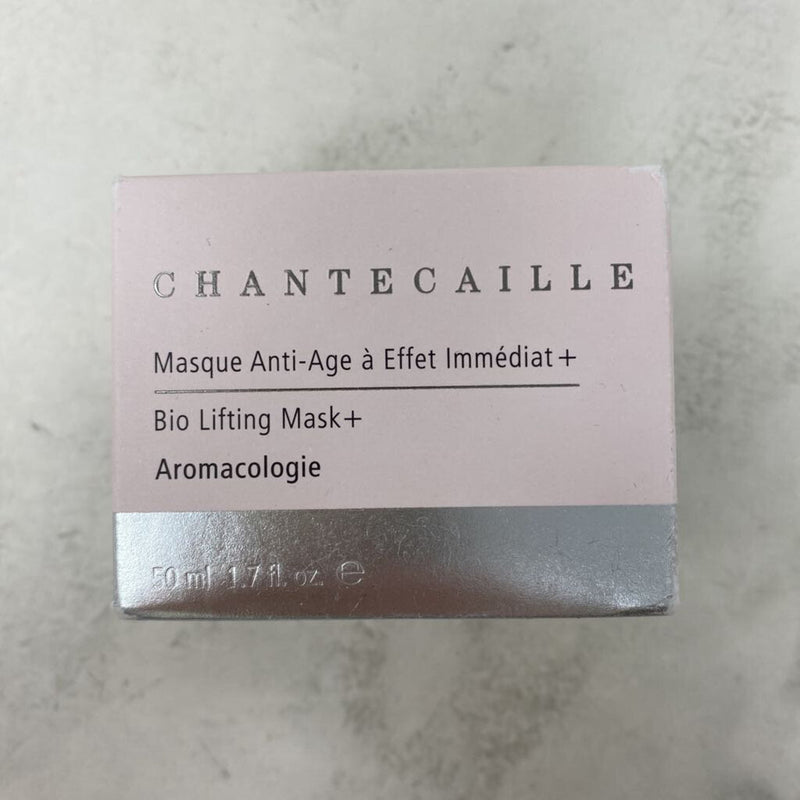 CHANTECAILLE
Masque Anti-Age à Effet Immédiat+
Bio Lifting Mask+
Aromacologie
50 ml 1.7 fl. oz. ℮